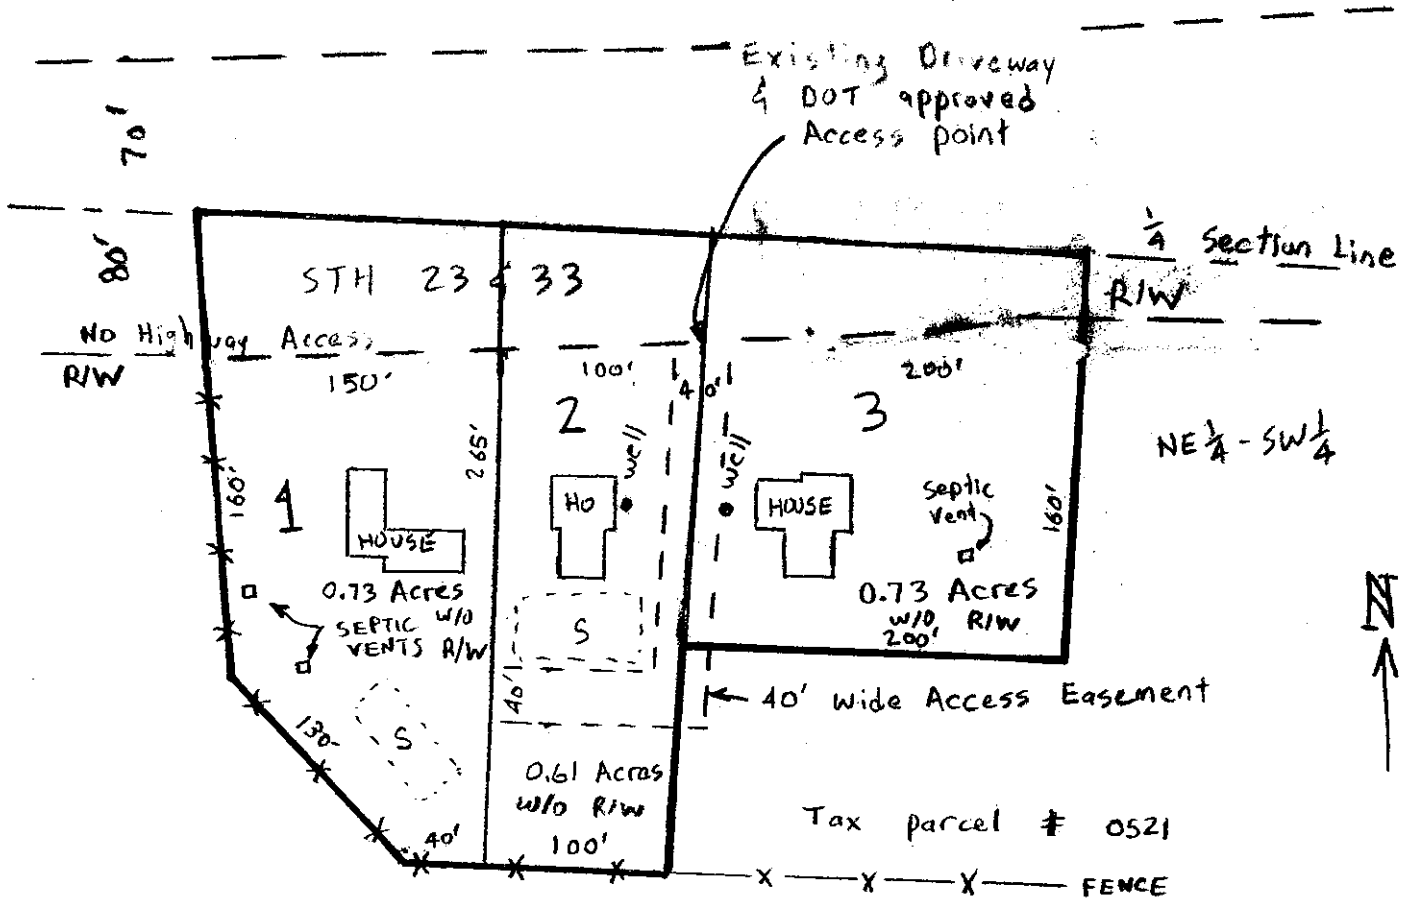 Existing Driveway
& DOT approved
Access point
70'
80'
1/4 Section Line
R/W
STH 23 & 33
No Highway Access
R/W
150'
100'
40'
200'
1
2
3
NE 1/4 - SW 1/4
160'
265'
well
well
HOUSE
HO
HOUSE
septic
vent
160'
0.73 Acres
W/O
R/W
SEPTIC
VENTS
S
0.73 Acres
W/O R/W
200'
N
40'
40' Wide Access Easement
130'
S
0.61 Acres
W/O R/W
40'
100'
Tax parcel # 0521
FENCE